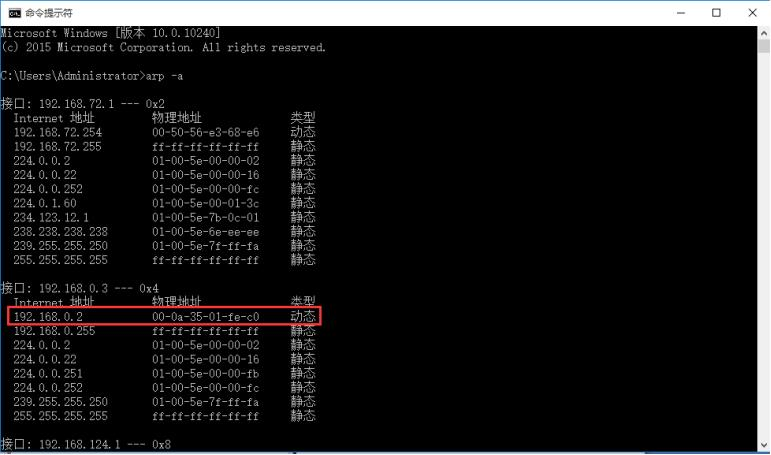 命令提示符
Microsoft Windows [版本 10.0.10240]
(c) 2015 Microsoft Corporation. All rights reserved.
C:\Users\Administrator>arp -a
接口: 192.168.72.1 --- 0x2
Internet 地址 物理地址 类型
192.168.72.254 00-50-56-e3-68-e6 动态
192.168.72.255 ff-ff-ff-ff-ff-ff 静态
224.0.0.2 01-00-5e-00-00-02 静态
224.0.0.22 01-00-5e-00-00-16 静态
224.0.0.252 01-00-5e-00-00-fc 静态
224.0.1.60 01-00-5e-00-01-3c 静态
234.123.12.1 01-00-5e-7b-0c-01 静态
238.238.238.238 01-00-5e-6e-ee-ee 静态
239.255.255.250 01-00-5e-7f-ff-fa 静态
255.255.255.255 ff-ff-ff-ff-ff-ff 静态
接口: 192.168.0.3 --- 0x4
Internet 地址 物理地址 类型
192.168.0.2 00-0a-35-01-fe-c0 动态
192.168.0.255 ff-ff-ff-ff-ff-ff 静态
224.0.0.2 01-00-5e-00-00-02 静态
224.0.0.22 01-00-5e-00-00-16 静态
224.0.0.251 01-00-5e-00-00-fb 静态
224.0.0.252 01-00-5e-00-00-fc 静态
239.255.255.250 01-00-5e-7f-ff-fa 静态
255.255.255.255 ff-ff-ff-ff-ff-ff 静态
接口: 192.168.124.1 --- 0x8